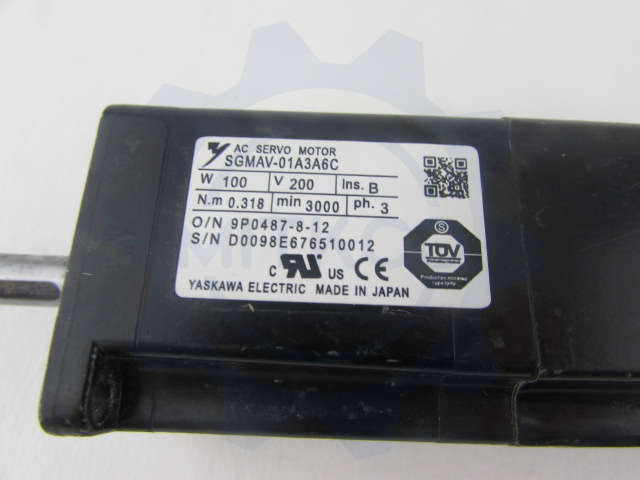 AC SERVO MOTOR
SGMAV-01A3A6C
W 100 V 200 Ins. B
N.m 0.318 min 3000 ph. 3
O/N 9P0487-8-12
S/N D0098E676510012
C RU US CE
TÜV
YASKAWA ELECTRIC MADE IN JAPAN